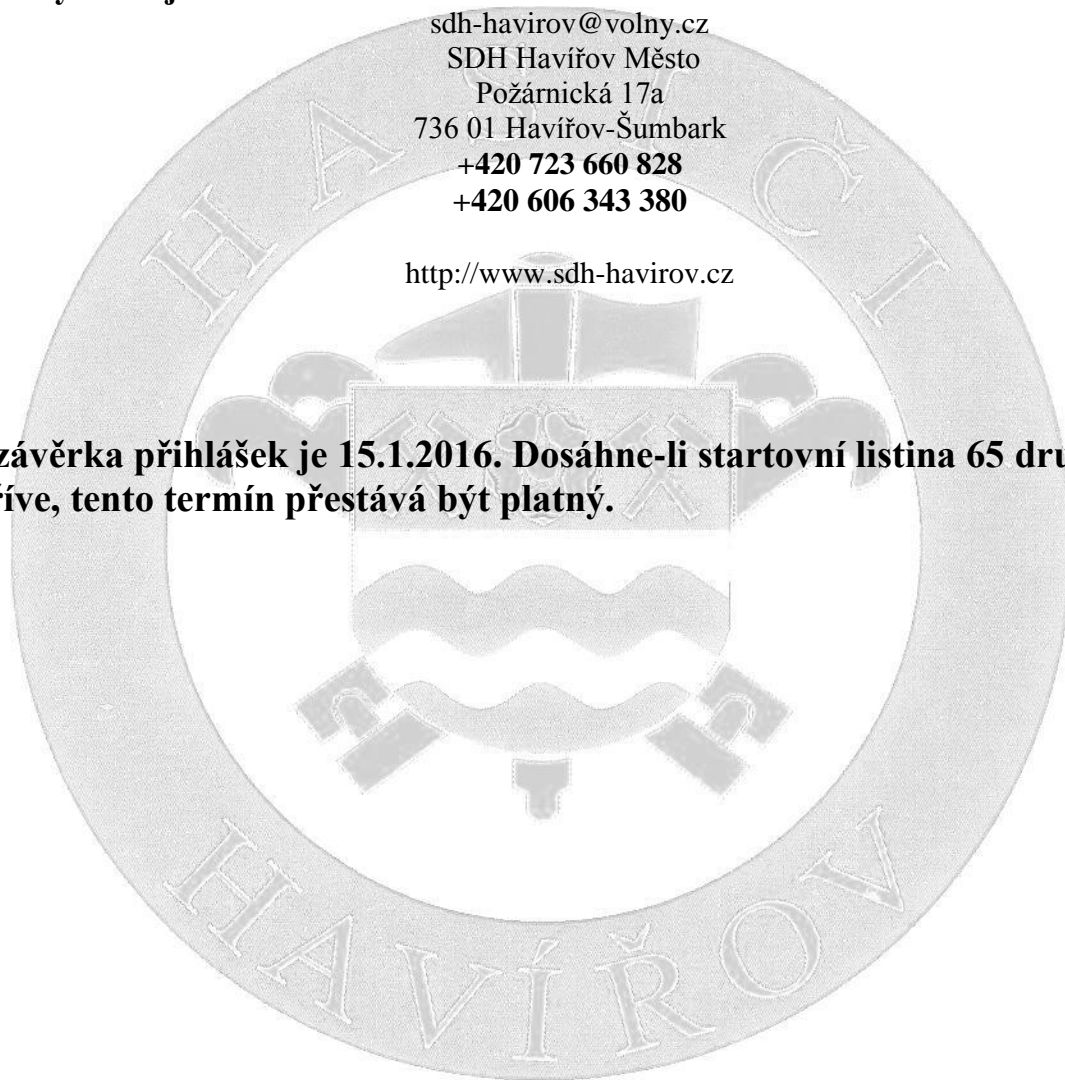 sdh-havirov@volny.cz
SDH Havířov Město
Požárnická 17a
736 01 Havířov-Šumbark
+420 723 660 828
+420 606 343 380
http://www.sdh-havirov.cz
závěrka přihlášek je 15.1.2016. Dosáhne-li startovní listina 65 dru
říve, tento termín přestává být platný.
HASIČI
HAVÍŘOV